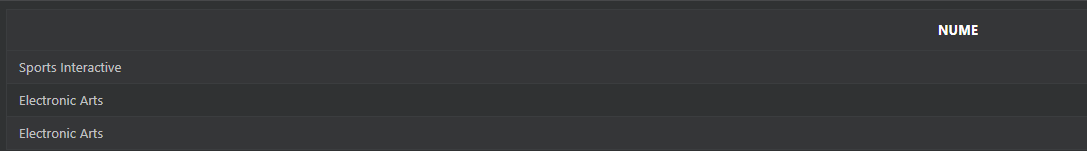 NUME
Sports Interactive
Electronic Arts
Electronic Arts